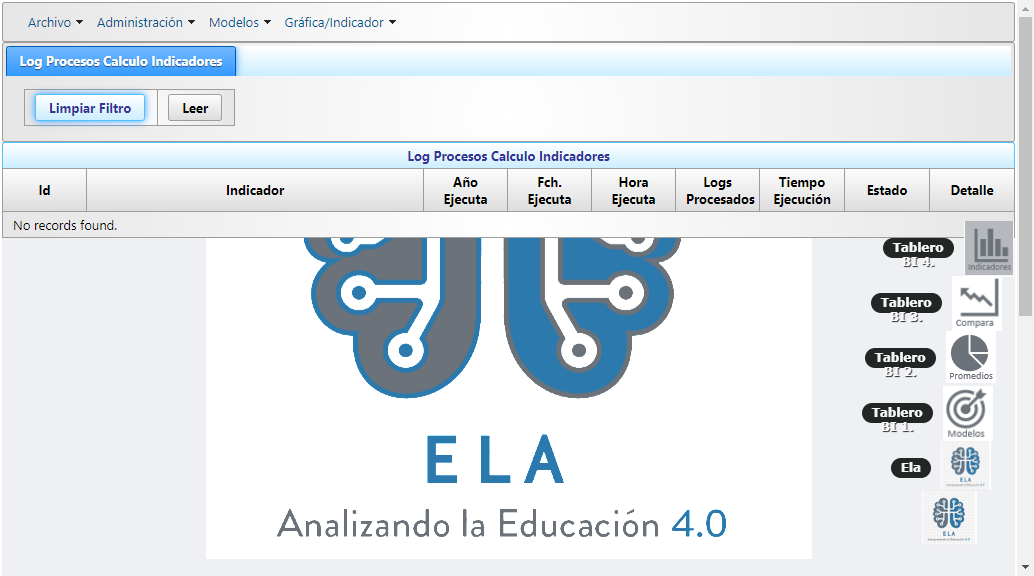 Archivo Administración Modelos Gráfica/Indicador
Log Procesos Calculo Indicadores
Limpiar Filtro Leer
Log Procesos Calculo Indicadores
Id Indicador Año Ejecuta Fch. Ejecuta Hora Ejecuta Logs Procesados Tiempo Ejecución Estado Detalle
No records found.
Tablero
BI 4.
Indicadores
Tablero
BI 3.
Compara
Tablero
BI 2.
Promedios
Tablero
BI 1.
Modelos
Ela
ELA
ELA
ELA
Analizando la Educación 4.0